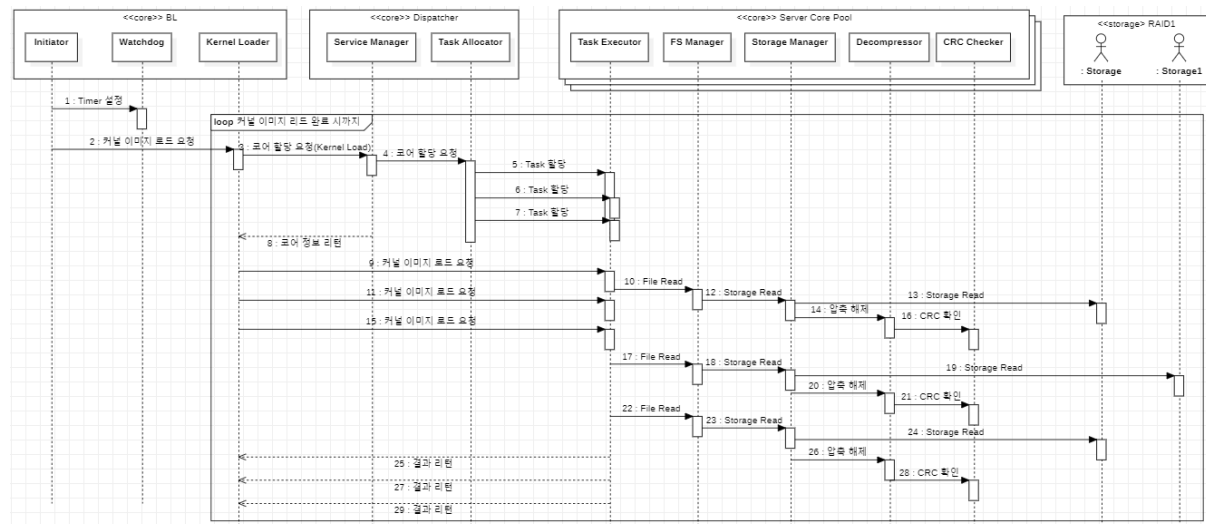 <<core>> BL
<<core>> Dispatcher
<<core>> Server Core Pool
<<storage> RAID1
Initiator
Watchdog
Kernel Loader
Service Manager
Task Allocator
Task Executor
FS Manager
Storage Manager
Decompressor
CRC Checker
: Storage
: Storage1
1 : Timer 설정
loop 커널 이미지 리드 완료 시까지
2 : 커널 이미지 로드 요청
3 : 코어 할당 요청(Kernel Load)
4 : 코어 할당 요청
5 : Task 할당
6 : Task 할당
7 : Task 할당
8 : 코어 정보 리턴
9 : 커널 이미지 로드 요청
10 : File Read
11 : 커널 이미지 로드 요청
12 : Storage Read
13 : Storage Read
14 : 압축 해제
16 : CRC 확인
15 : 커널 이미지 로드 요청
17 : File Read
18 : Storage Read
19 : Storage Read
20 : 압축 해제
21 : CRC 확인
22 : File Read
23 : Storage Read
24 : Storage Read
26 : 압축 해제
25 : 결과 리턴
28 : CRC 확인
27 : 결과 리턴
29 : 결과 리턴